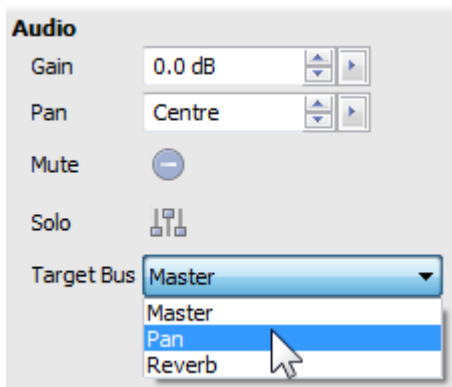 Audio
Gain 0.0 dB
Pan Centre
Mute
Solo
Target Bus Master
Master
Pan
Reverb